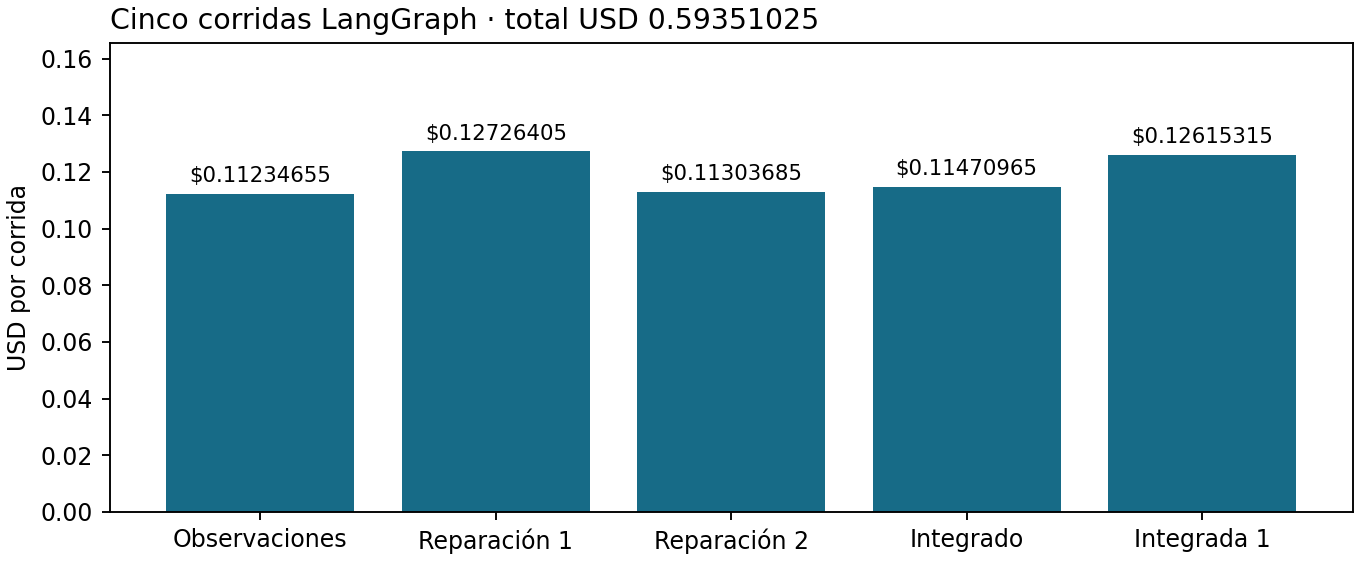 Cinco corridas LangGraph · total USD 0.59351025
USD por corrida
0.16
0.14
0.12
0.10
0.08
0.06
0.04
0.02
0.00
$0.11234655
$0.12726405
$0.11303685
$0.11470965
$0.12615315
Observaciones
Reparación 1
Reparación 2
Integrado
Integrada 1